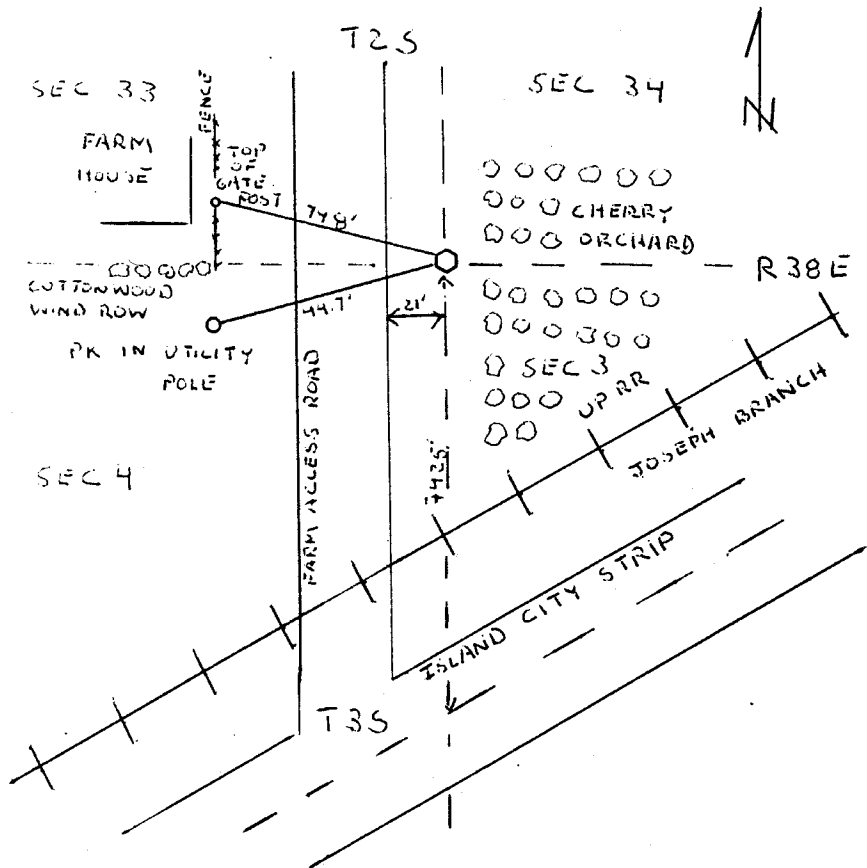 T2S
N
SEC 33
SEC 34
FENCE
FARM
HOUSE
TOP
OF
GATE
POST
CHERRY
ORCHARD
74.8'
R 38 E
COTTONWOOD
WIND ROW
44.7'
21'
PK IN UTILITY
POLE
SEC 3
UP RR
JOSEPH BRANCH
SEC 4
FARM ACCESS ROAD
ISLAND CITY STRIP
T3S